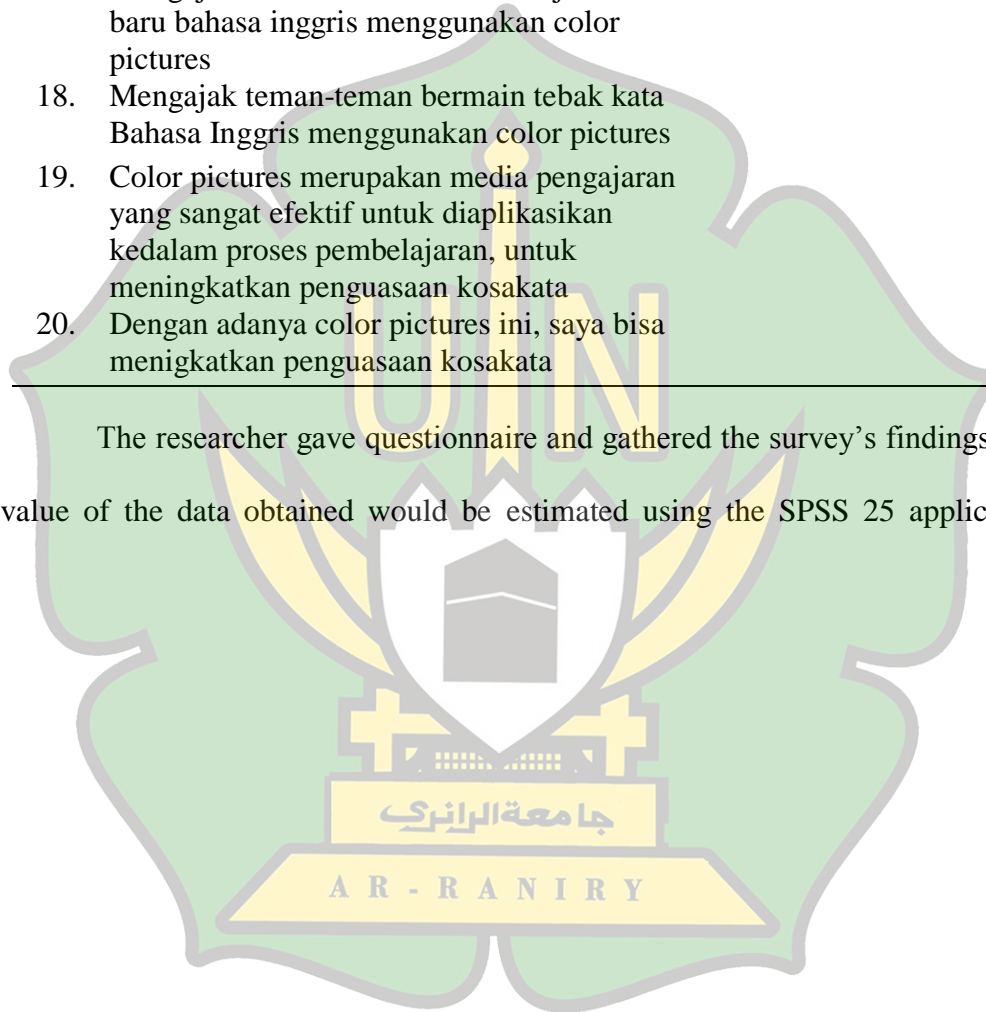 baru bahasa inggris menggunakan color
pictures
18. Mengajak teman-teman bermain tebak kata
Bahasa Inggris menggunakan color pictures
19. Color pictures merupakan media pengajaran
yang sangat efektif untuk diaplikasikan
kedalam proses pembelajaran, untuk
meningkatkan penguasaan kosakata
20. Dengan adanya color pictures ini, saya bisa
menigkatkan penguasaan kosakata
The researcher gave questionnaire and gathered the survey's findings
value of the data obtained would be estimated using the SPSS 25 applic
UIN
جامعة الرانري
AR-RANIRY